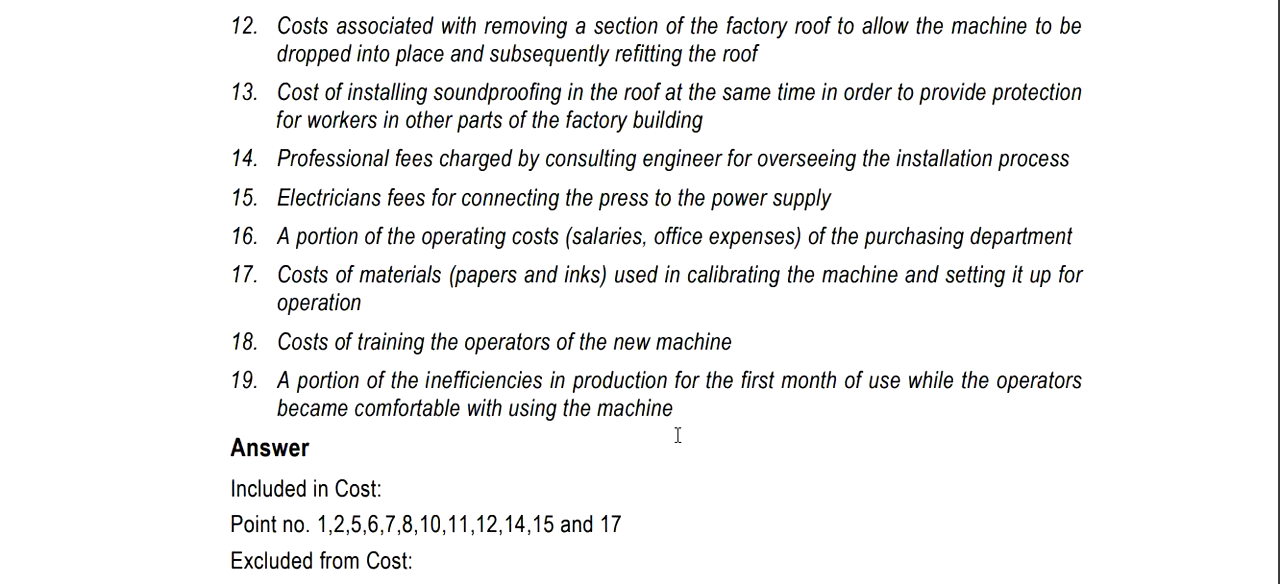 12. Costs associated with removing a section of the factory roof to allow the machine to be
dropped into place and subsequently refitting the roof
13. Cost of installing soundproofing in the roof at the same time in order to provide protection
for workers in other parts of the factory building
14. Professional fees charged by consulting engineer for overseeing the installation process
15. Electricians fees for connecting the press to the power supply
16. A portion of the operating costs (salaries, office expenses) of the purchasing department
17. Costs of materials (papers and inks) used in calibrating the machine and setting it up for
operation
18. Costs of training the operators of the new machine
19. A portion of the inefficiencies in production for the first month of use while the operators
became comfortable with using the machine
Answer
Included in Cost:
Point no. 1,2,5,6,7,8,10,11,12,14,15 and 17
Excluded from Cost: